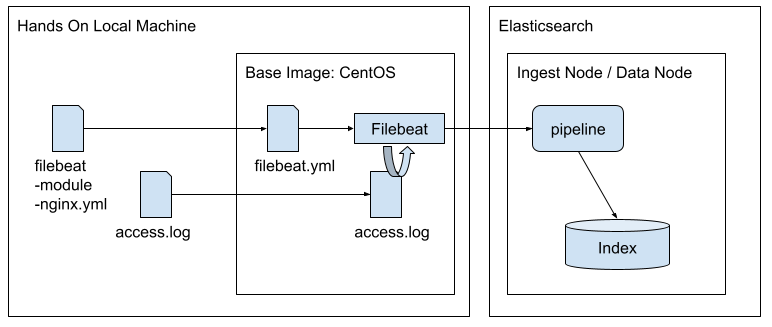 Hands On Local Machine
Elasticsearch
Base Image: CentOS
Ingest Node / Data Node
Filebeat
pipeline
filebeat
-module
-nginx.yml
filebeat.yml
access.log
access.log
Index